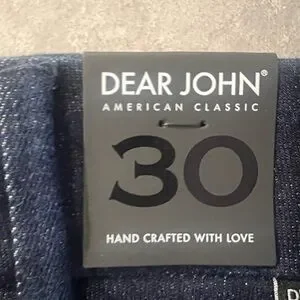 DEAR JOHN®
AMERICAN CLASSIC
30
HAND CRAFTED WITH LOVE